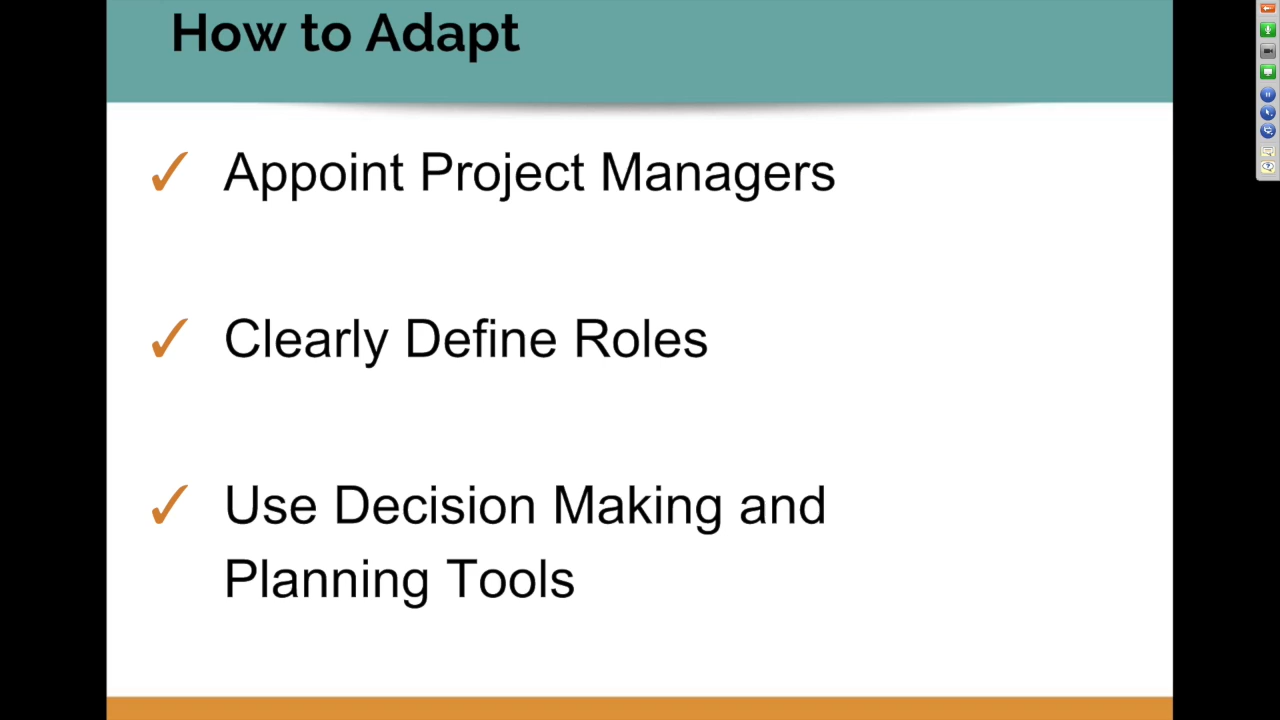 How to Adapt
✓ Appoint Project Managers
✓ Clearly Define Roles
✓ Use Decision Making and
Planning Tools